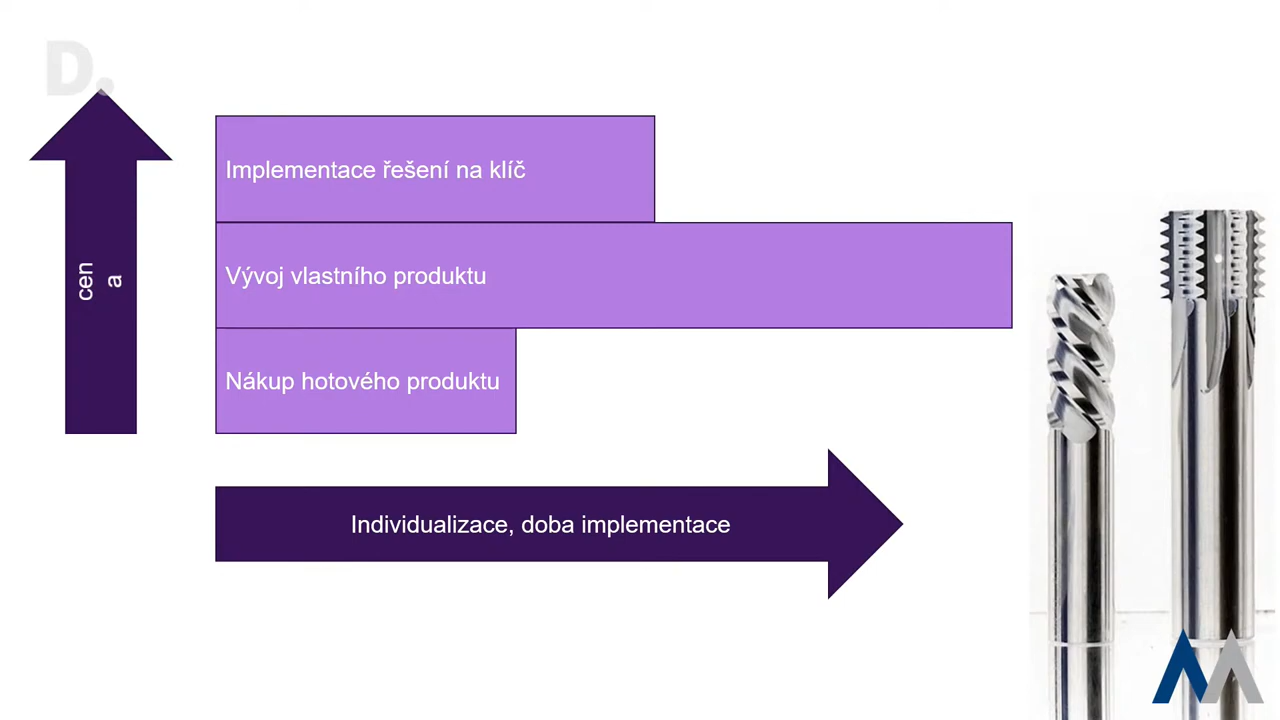 D.
Implementace řešení na klíč
Vývoj vlastního produktu
cen
a
Nákup hotového produktu
Individualizace, doba implementace